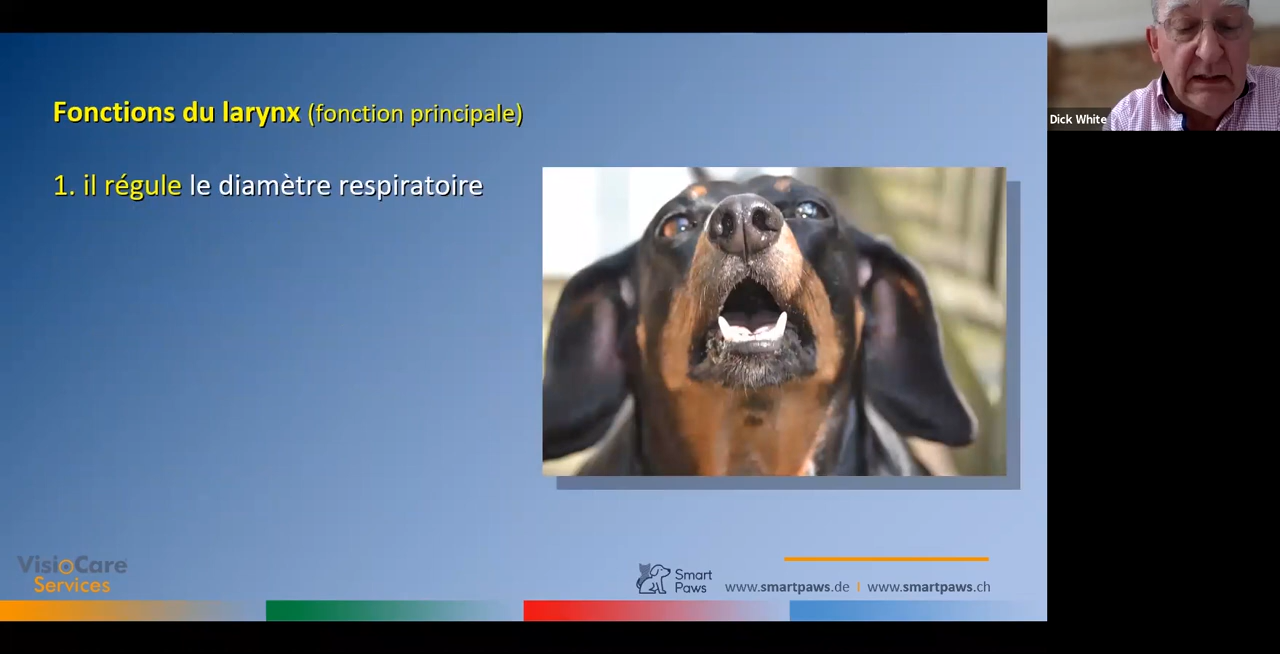 Fonctions du larynx (fonction principale)
1. il régule le diamètre respiratoire
Dick White
VisioCare
Services
Smart
Paws
www.smartpaws.de | www.smartpaws.ch